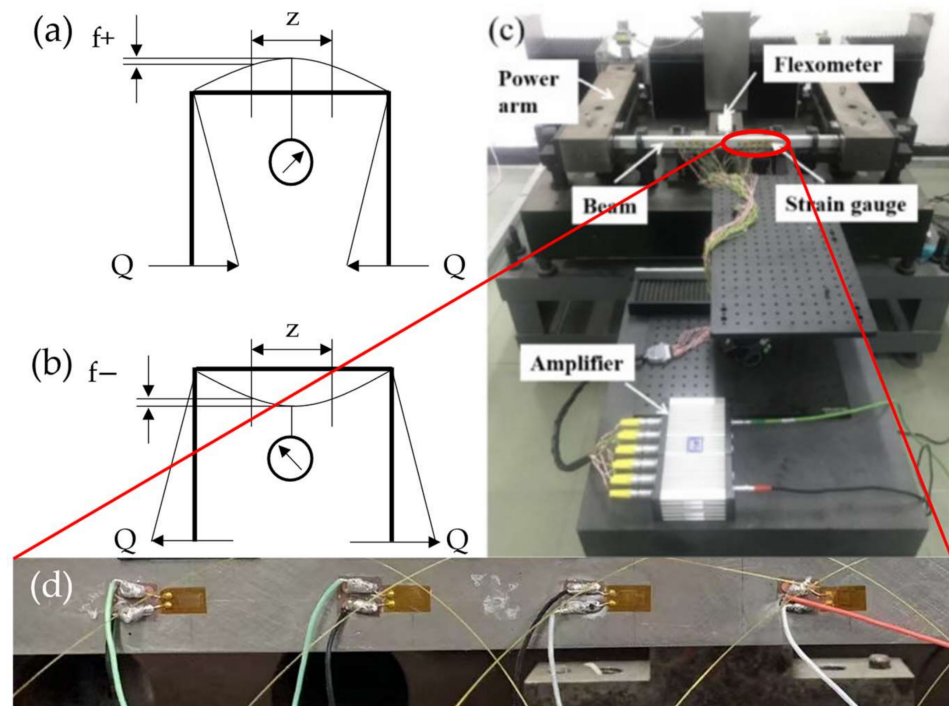 (a)
f+
z
Q
Q
(b)
f−
z
Q
Q
(c)
Power
arm
Flexometer
Beam
Strain gauge
Amplifier
(d)